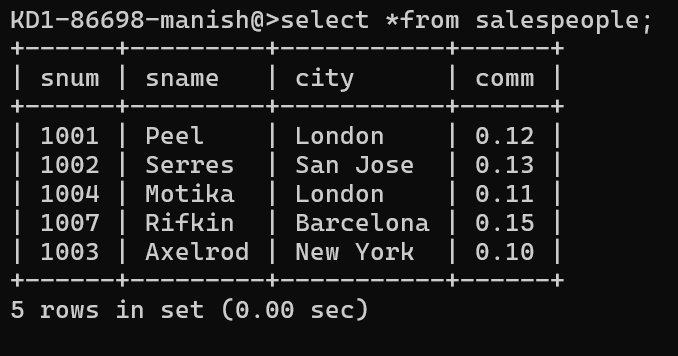 KD1-86698-manish@>select *from salespeople;
+------+---------+-----------+------+
| snum | sname   | city      | comm |
+------+---------+-----------+------+
| 1001 | Peel    | London    | 0.12 |
| 1002 | Serres  | San Jose  | 0.13 |
| 1004 | Motika  | London    | 0.11 |
| 1007 | Rifkin  | Barcelona | 0.15 |
| 1003 | Axelrod | New York  | 0.10 |
+------+---------+-----------+------+
5 rows in set (0.00 sec)